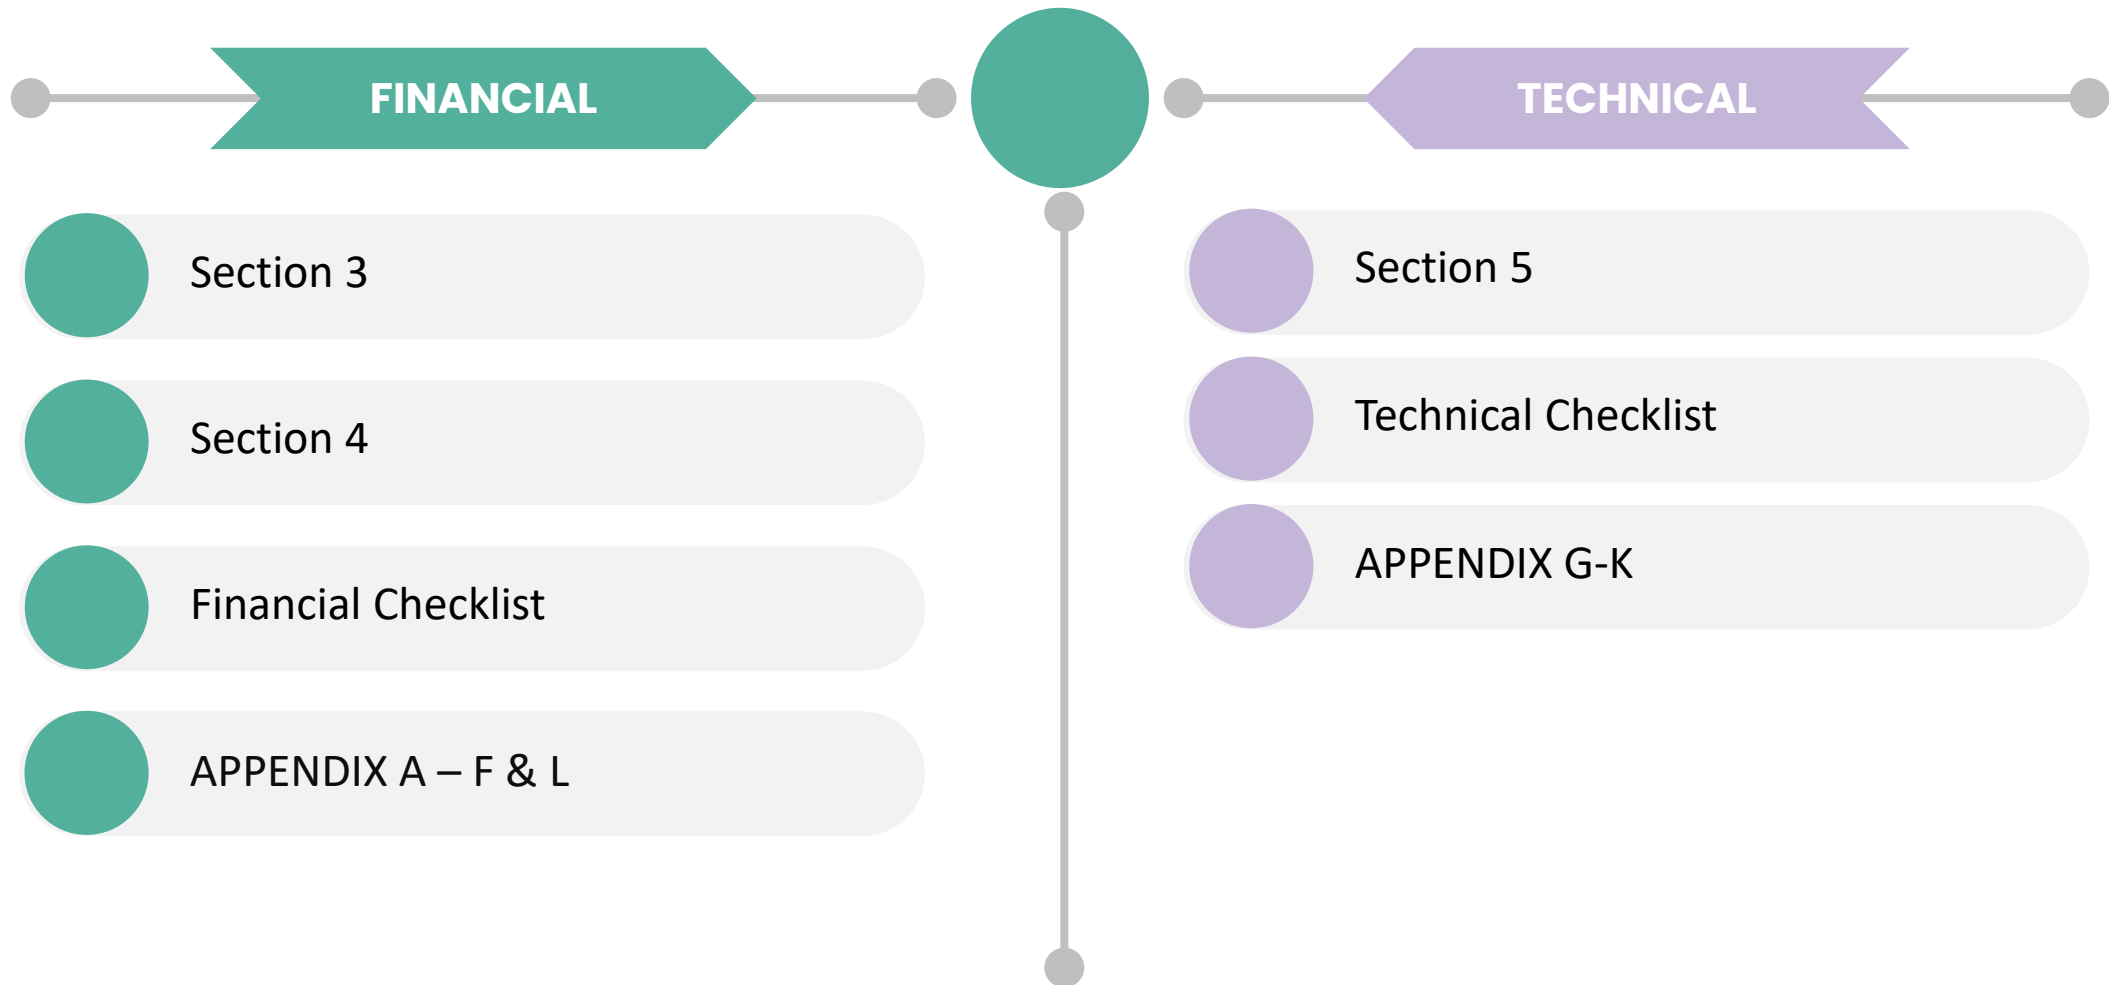 FINANCIAL
Section 3
Section 4
Financial Checklist
APPENDIX A – F & L
TECHNICAL
Section 5
Technical Checklist
APPENDIX G-K